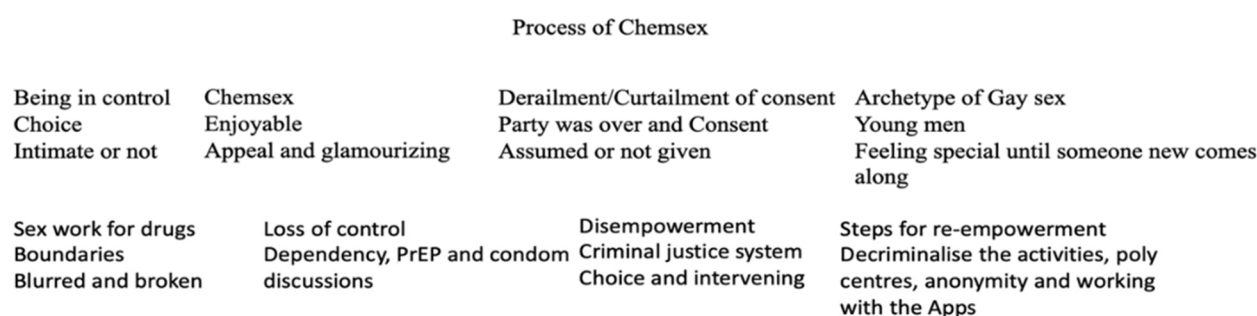 Process of Chemsex
Being in control
Choice
Intimate or not
Chemsex
Enjoyable
Appeal and glamourizing
Derailment/Curtailment of consent
Party was over and Consent
Assumed or not given
Archetype of Gay sex
Young men
Feeling special until someone new comes
along
Sex work for drugs
Boundaries
Blurred and broken
Loss of control
Dependency, PrEP and condom
discussions
Disempowerment
Criminal justice system
Choice and intervening
Steps for re-empowerment
Decriminalise the activities, poly
centres, anonymity and working
with the Apps